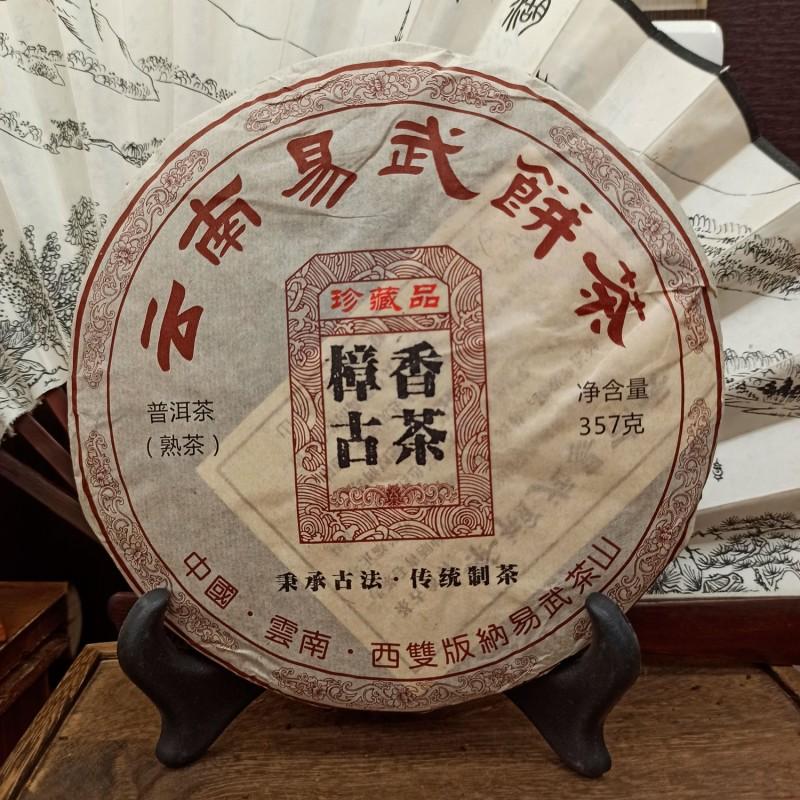 云南易武餅茶
珍藏品
樟香
古茶
普洱茶
（熟茶）
净含量
357克
秉承古法·传统制茶
中國·雲南·西雙版納易武茶山